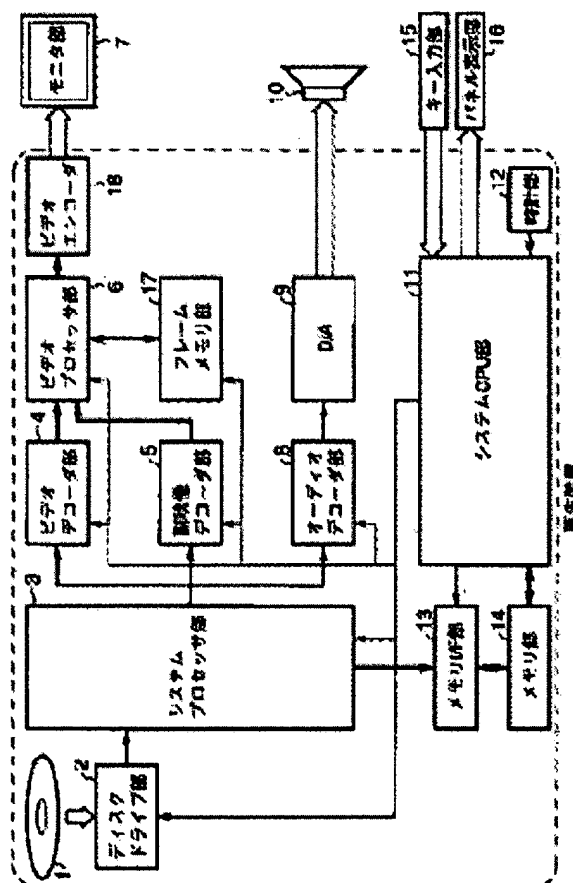 1
2
ディスク
ドライブ部
3
システム
プロセッサ部
4
ビデオ
デコーダ部
5
副映像
デコーダ部
8
オーディオ
デコーダ部
6
ビデオ
プロセッサ部
17
フレーム
メモリ部
9
D/A
18
ビデオ
エンコーダ
7
モニタ部
10
11
システムCPU部
12
時計部
13
メモリI/F部
14
メモリ部
15
キー入力部
16
パネル表示部
再生装置